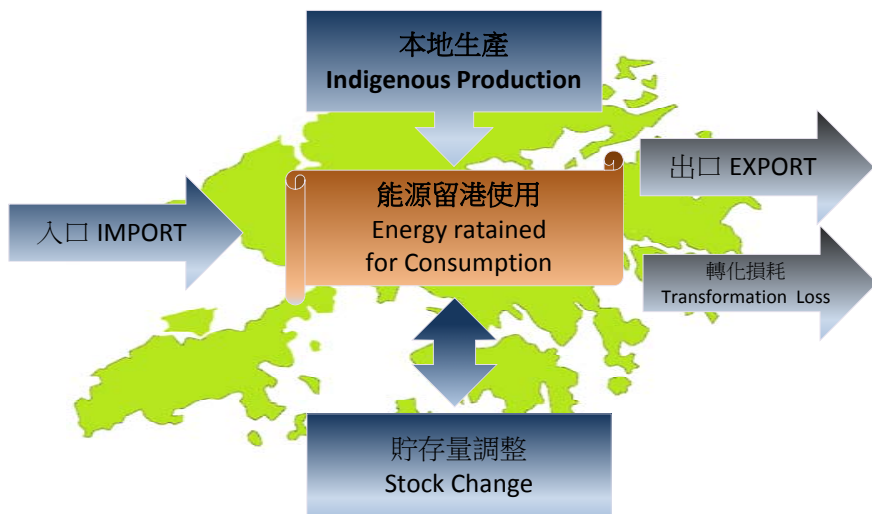 本地生產
Indigenous Production
出口 EXPORT
能源留港使用
Energy ratained
for Consumption
入口 IMPORT
轉化損耗
Transformation Loss
貯存量調整
Stock Change